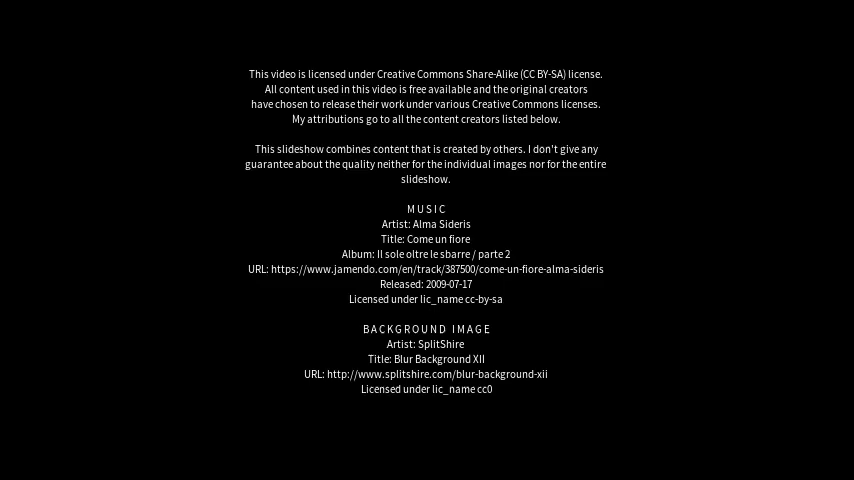 This video is licensed under Creative Commons Share-Alike (CC BY-SA) license.
All content used in this video is free available and the original creators
have chosen to release their work under various Creative Commons licenses.
My attributions go to all the content creators listed below.
This slideshow combines content that is created by others. I don't give any
guarantee about the quality neither for the individual images nor for the entire
slideshow.
MUSIC
Artist: Alma Sideris
Title: Come un fiore
Album: Il sole oltre le sbarre / parte 2
URL: https://www.jamendo.com/en/track/387500/come-un-fiore-alma-sideris
Released: 2009-07-17
Licensed under lic_name cc-by-sa
BACKGROUND IMAGE
Artist: SplitShire
Title: Blur Background XII
URL: http://www.splitshire.com/blur-background-xii
Licensed under lic_name cc0